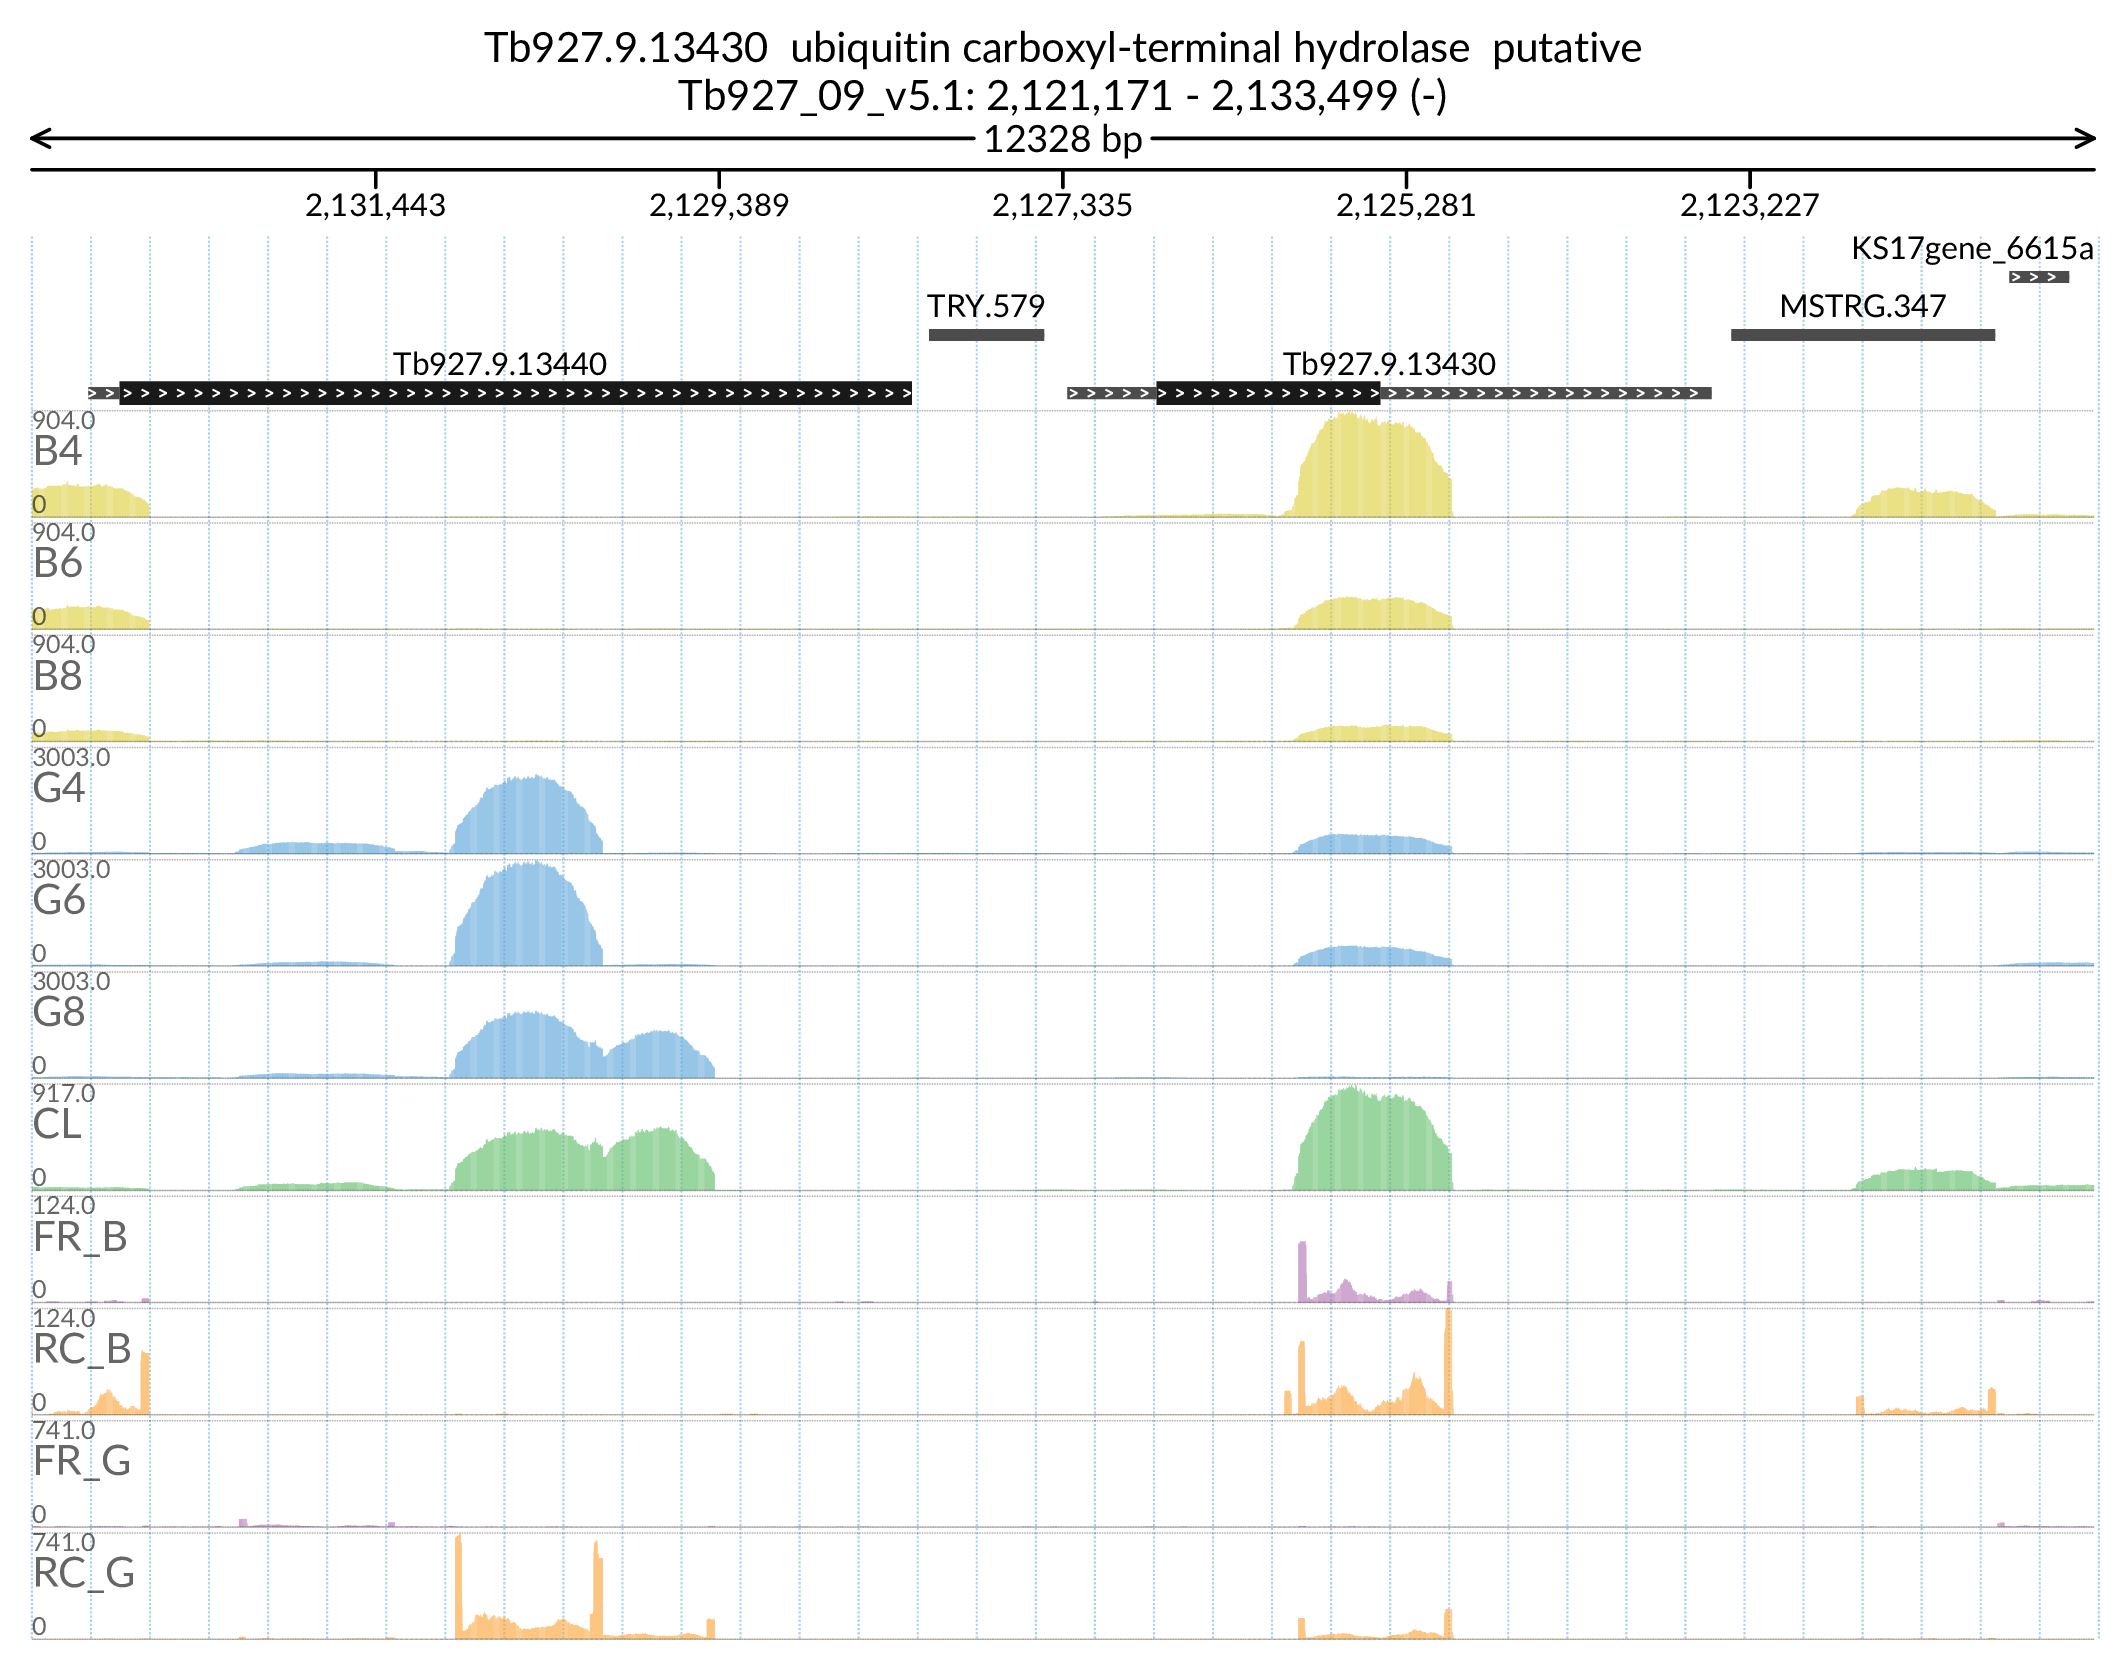 Tb927.9.13430  ubiquitin carboxyl-terminal hydrolase  putative
Tb927_09_v5.1: 2,121,171 - 2,133,499 (-)
12328 bp
2,131,443 2,129,389 2,127,335 2,125,281 2,123,227
KS17gene_6615a
TRY.579 MSTRG.347
Tb927.9.13440 Tb927.9.13430
904.0
B4
0
904.0
B6
0
904.0
B8
0
3003.0
G4
0
3003.0
G6
0
3003.0
G8
0
917.0
CL
0
124.0
FR_B
0
124.0
RC_B
0
741.0
FR_G
0
741.0
RC_G
0